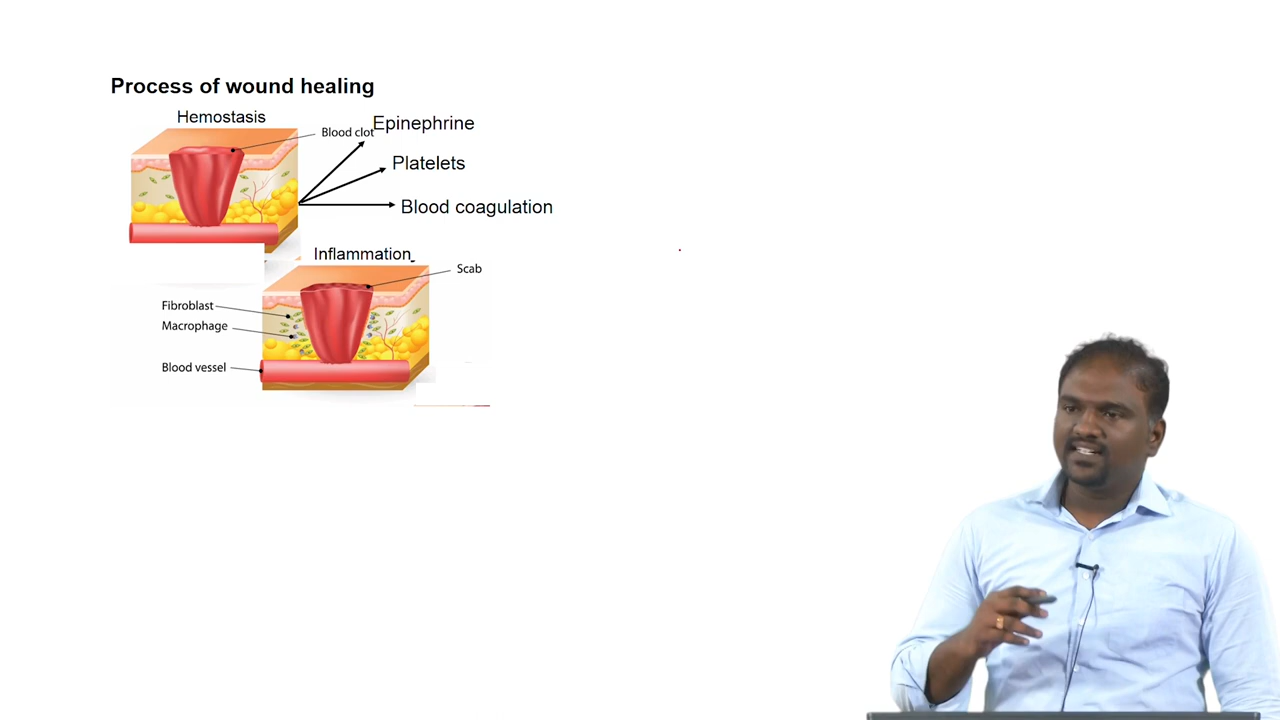 Process of wound healing
Hemostasis
Blood clot
Epinephrine
Platelets
Blood coagulation
Inflammation
Scab
Fibroblast
Macrophage
Blood vessel